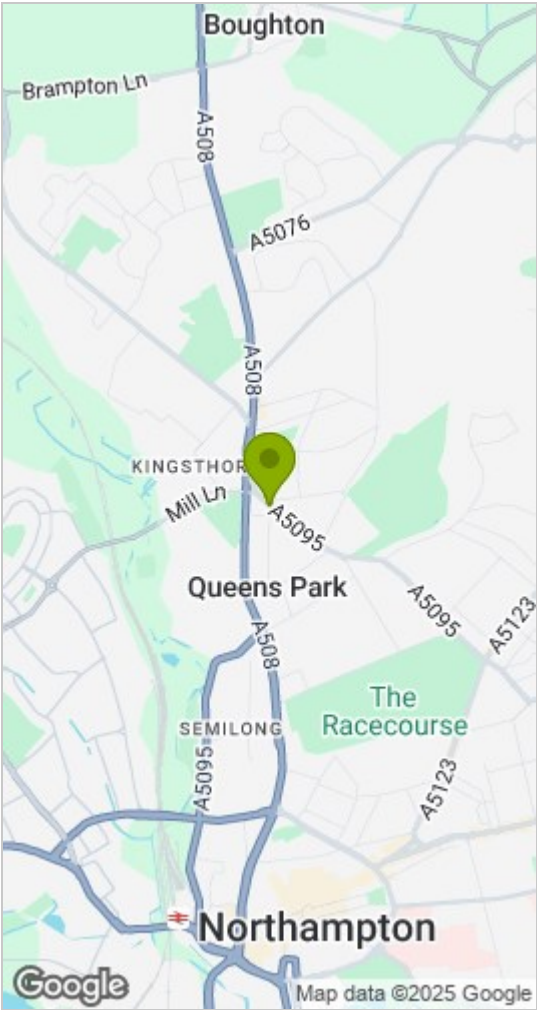 Boughton
Brampton Ln
A508
A5076
A508
KINGSTHOR
Mill Ln
A5095
Queens Park
A5095
A5123
A508
The
Racecourse
SEMILONG
A5095
A5123
Northampton
Google
Map data ©2025 Google